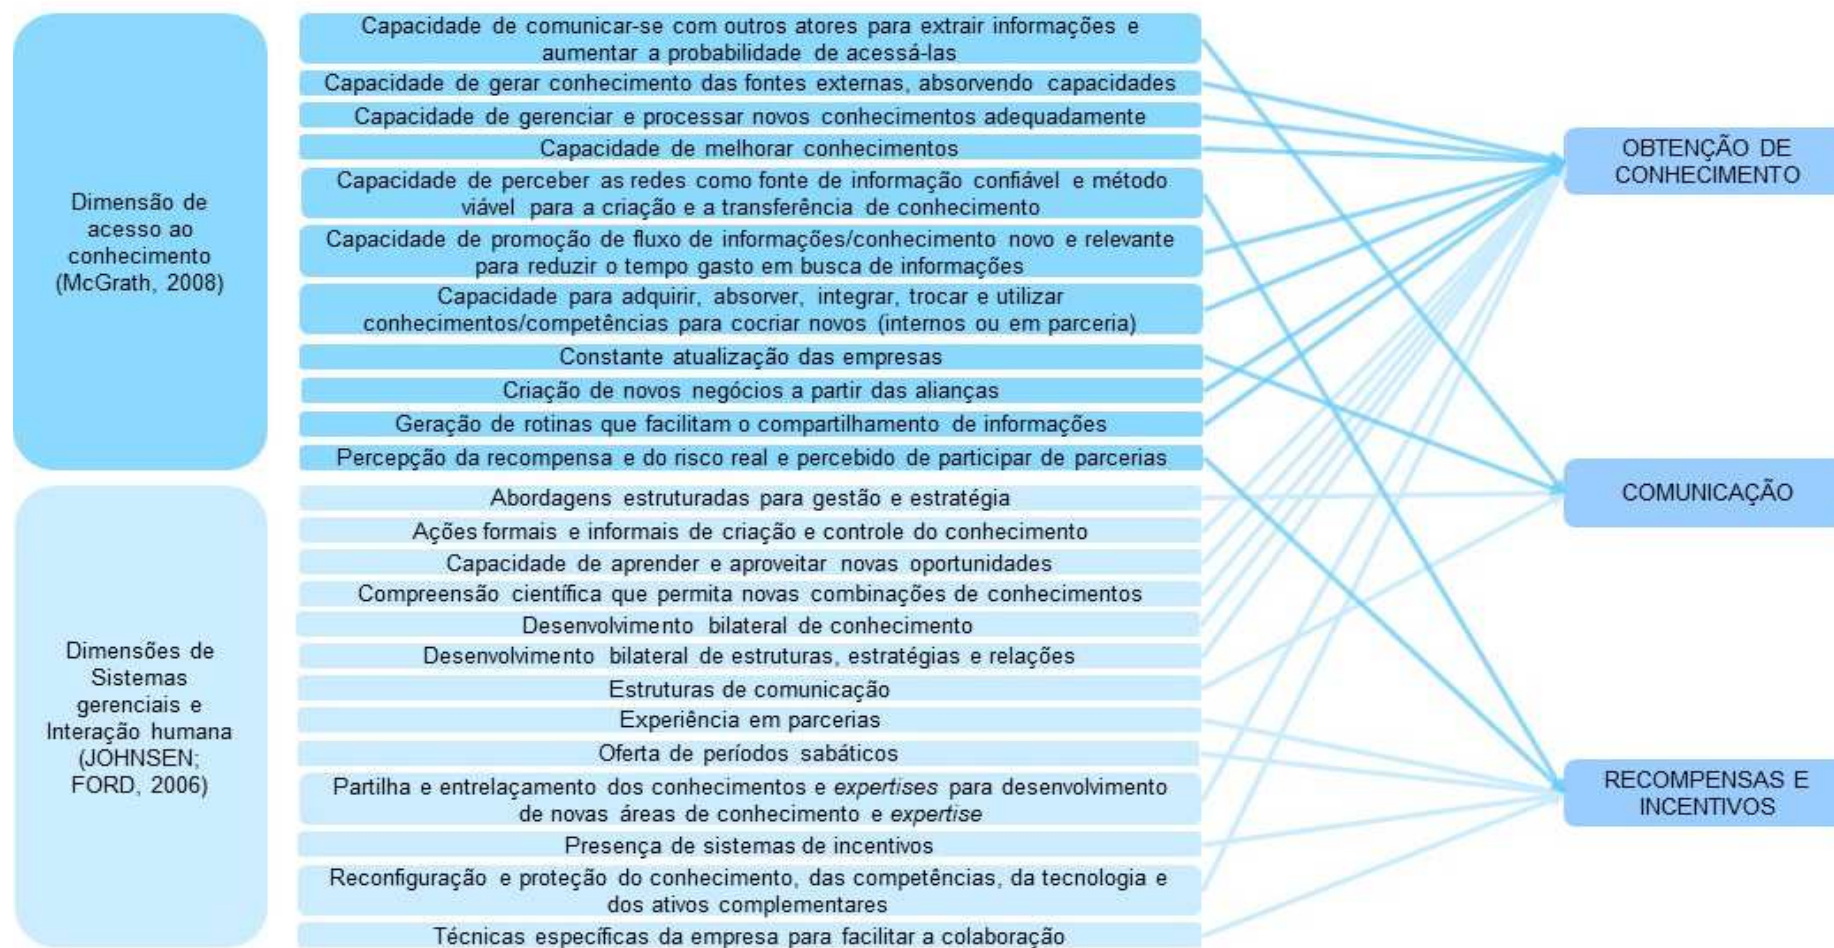 Dimensão de
acesso ao
conhecimento
(McGrath, 2008)
Capacidade de comunicar-se com outros atores para extrair informações e
aumentar a probabilidade de acessá-las
Capacidade de gerar conhecimento das fontes externas, absorvendo capacidades
Capacidade de gerenciar e processar novos conhecimentos adequadamente
Capacidade de melhorar conhecimentos
Capacidade de perceber as redes como fonte de informação confiável e método
viável para a criação e a transferência de conhecimento
Capacidade de promoção de fluxo de informações/conhecimento novo e relevante
para reduzir o tempo gasto em busca de informações
Capacidade para adquirir, absorver, integrar, trocar e utilizar
conhecimentos/competências para cocriar novos (internos ou em parceria)
Constante atualização das empresas
Criação de novos negócios a partir das alianças
Geração de rotinas que facilitam o compartilhamento de informações
Percepção da recompensa e do risco real e percebido de participar de parcerias
Dimensões de
Sistemas
gerenciais e
Interação humana
(JOHNSEN;
FORD, 2006)
Abordagens estruturadas para gestão e estratégia
Ações formais e informais de criação e controle do conhecimento
Capacidade de aprender e aproveitar novas oportunidades
Compreensão científica que permita novas combinações de conhecimentos
Desenvolvimento bilateral de conhecimento
Desenvolvimento bilateral de estruturas, estratégias e relações
Estruturas de comunicação
Experiência em parcerias
Oferta de períodos sabáticos
Partilha e entrelaçamento dos conhecimentos e expertises para desenvolvimento
de novas áreas de conhecimento e expertise
Presença de sistemas de incentivos
Reconfiguração e proteção do conhecimento, das competências, da tecnologia e
dos ativos complementares
Técnicas específicas da empresa para facilitar a colaboração
OBTENÇÃO DE
CONHECIMENTO
COMUNICAÇÃO
RECOMPENSAS E
INCENTIVOS